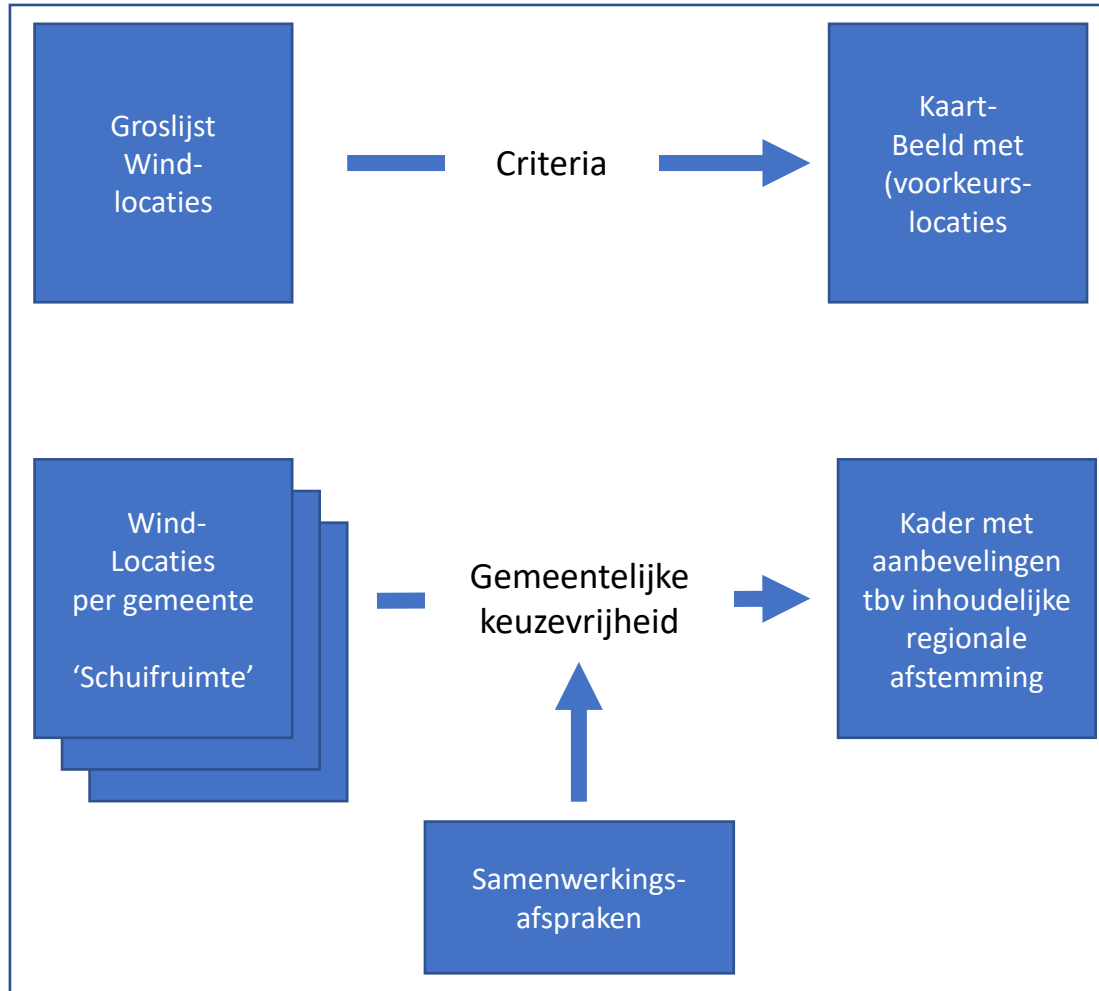 Groslijst
Wind-
locaties
Criteria
Kaart-
Beeld met
(voorkeurs-
locaties
Wind-
Locaties
per gemeente
‘Schuifruimte’
Gemeentelijke
keuzevrijheid
Kader met
aanbevelingen
tbv inhoudelijke
regionale
afstemming
Samenwerkings-
afspraken